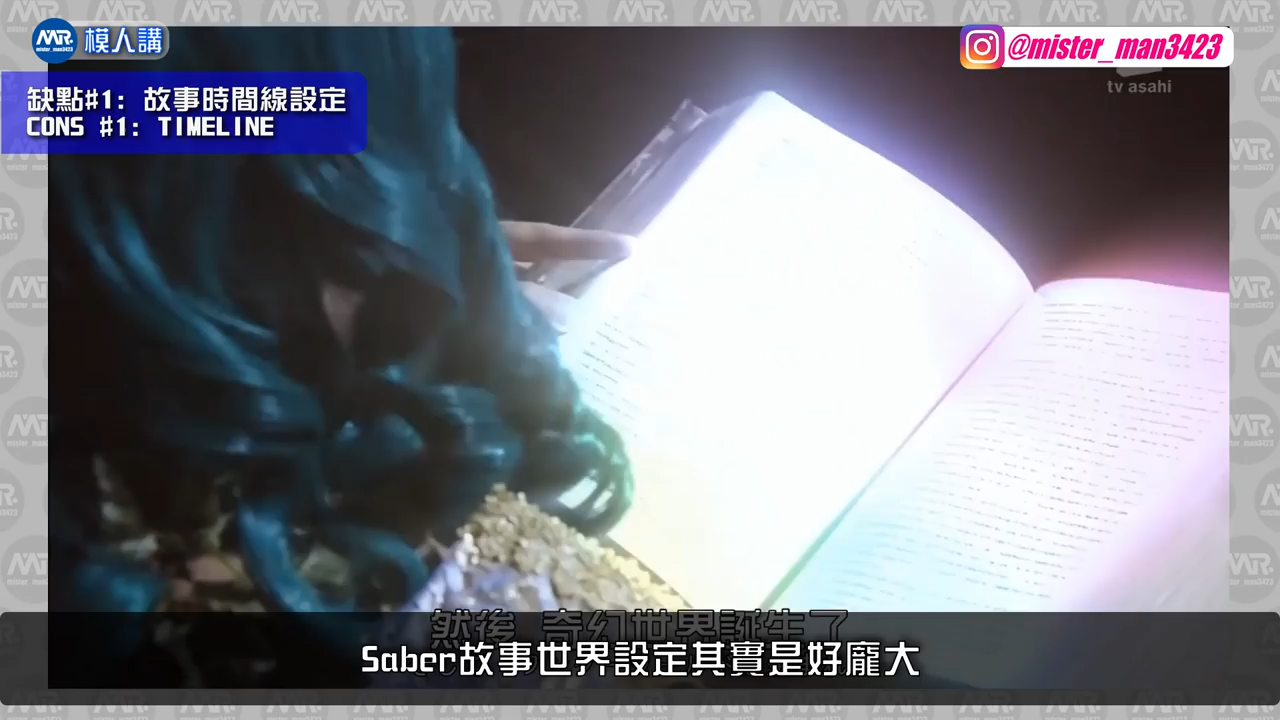 MR.
mister_man3423
模人講
@mister_man3423
tv asahi
缺點#1: 故事時間線設定
CONS #1: TIMELINE
然後 奇幻世界誕生了
Saber故事世界設定其實是好龐大